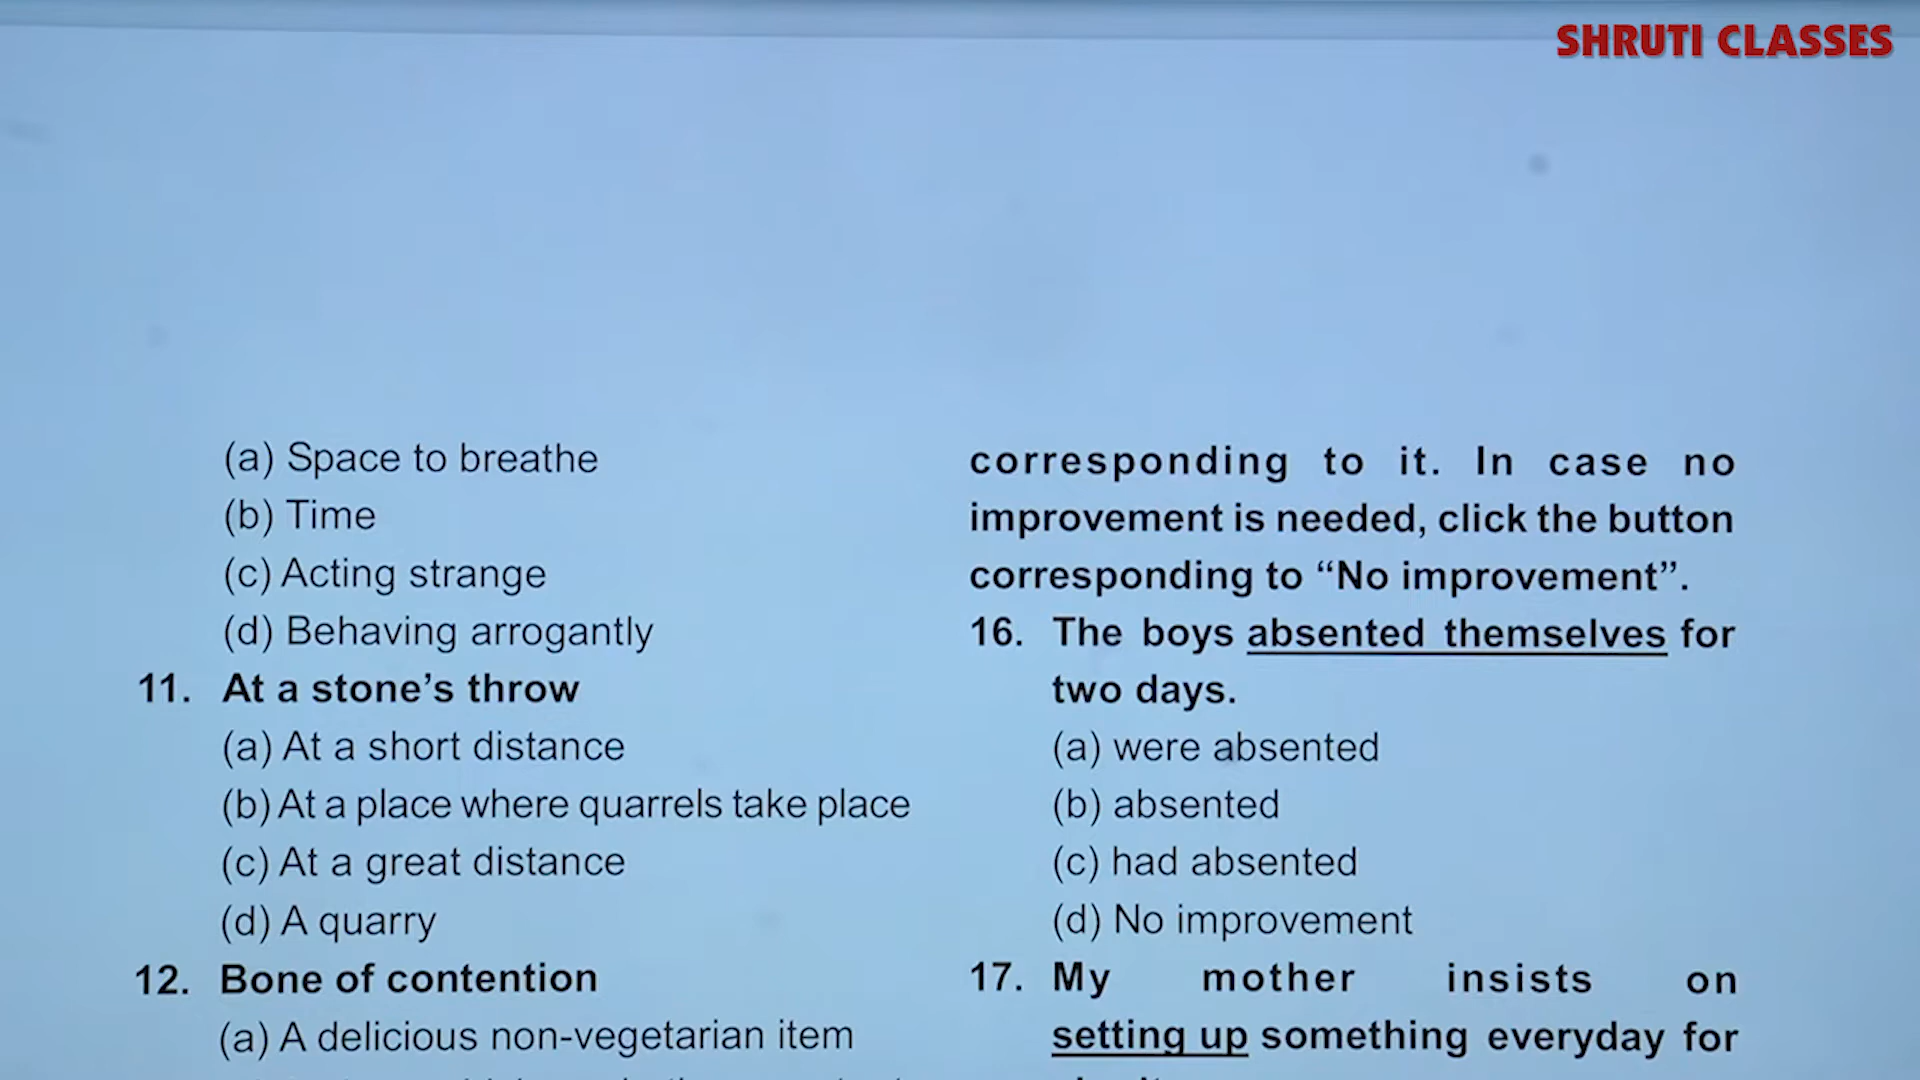 SHRUTI CLASSES
(a) Space to breathe
(b) Time
(c) Acting strange
(d) Behaving arrogantly
11. At a stone’s throw
(a) At a short distance
(b) At a place where quarrels take place
(c) At a great distance
(d) A quarry
12. Bone of contention
(a) A delicious non-vegetarian item
corresponding to it. In case no
improvement is needed, click the button
corresponding to “No improvement”.
16. The boys absented themselves for
two days.
(a) were absented
(b) absented
(c) had absented
(d) No improvement
17. My mother insists on
setting up something everyday for